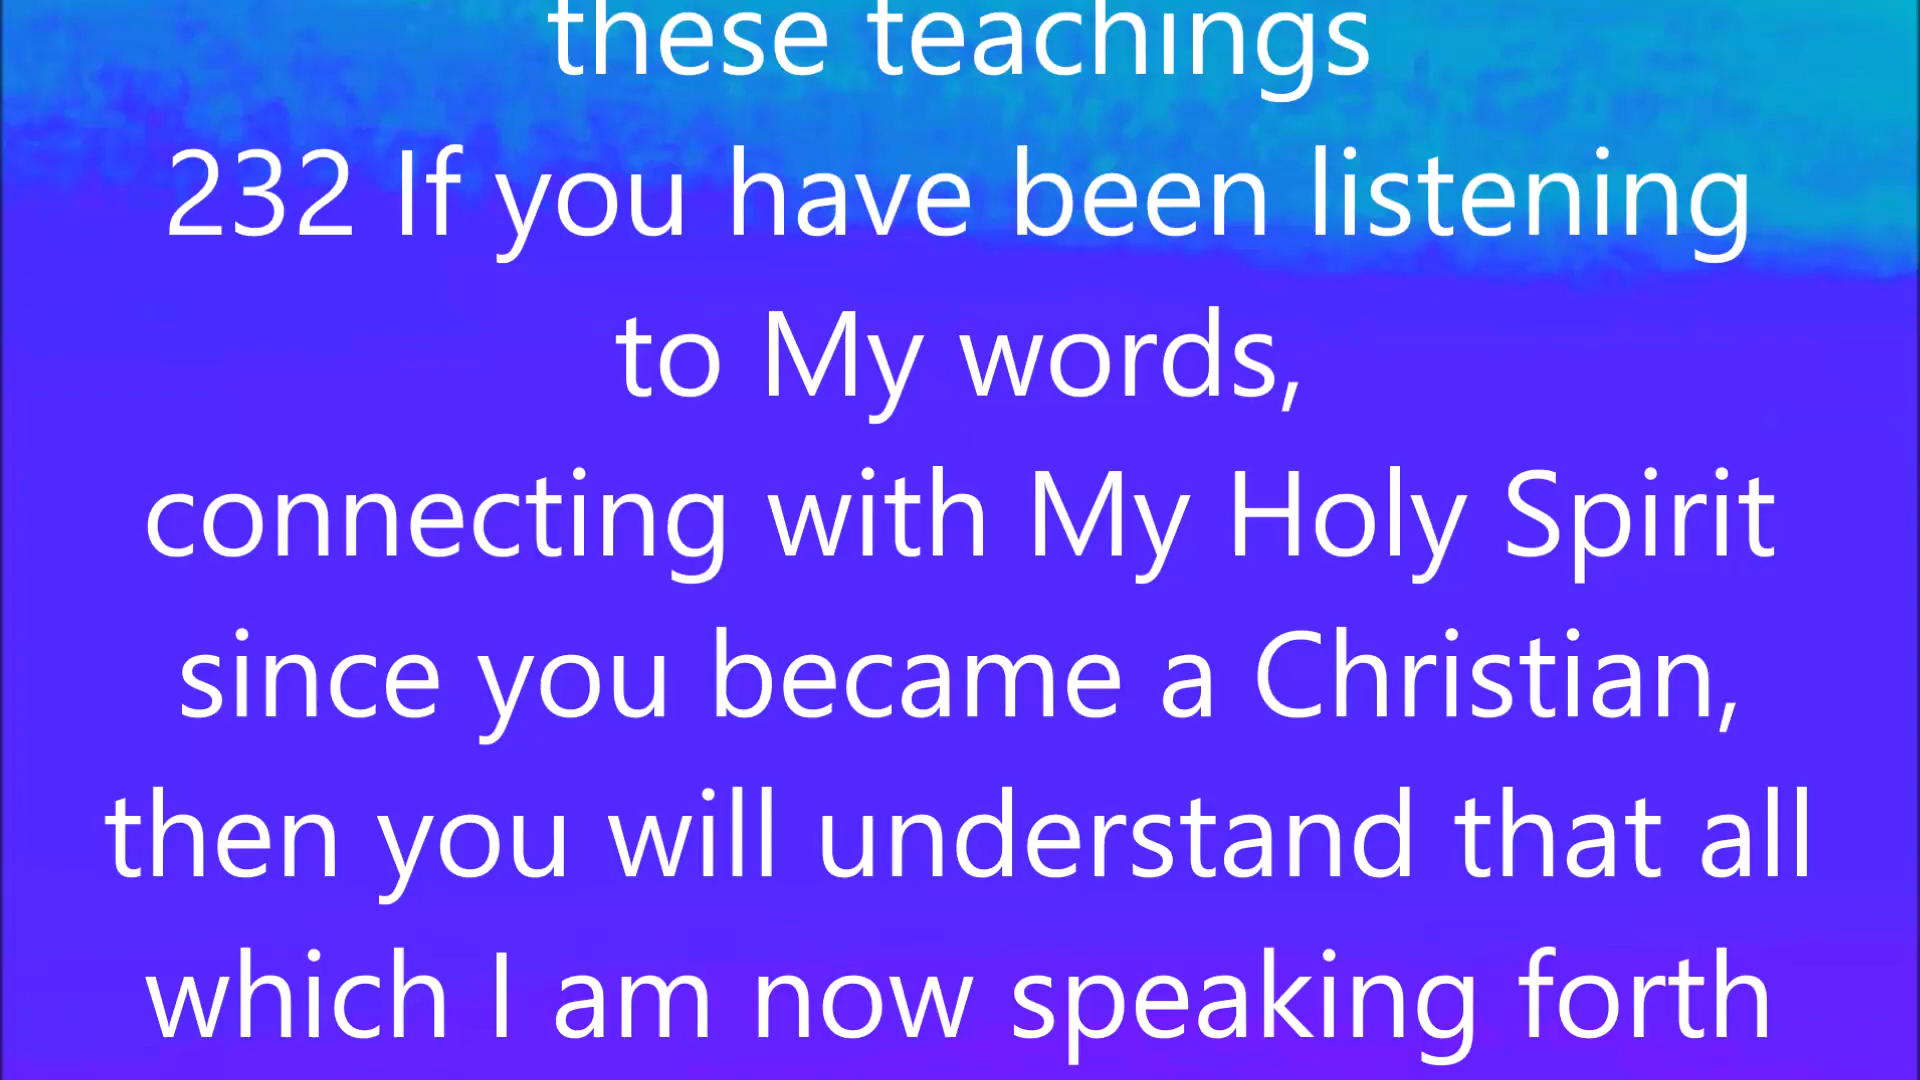 these teachings
232 If you have been listening
to My words,
connecting with My Holy Spirit
since you became a Christian,
then you will understand that all
which I am now speaking forth